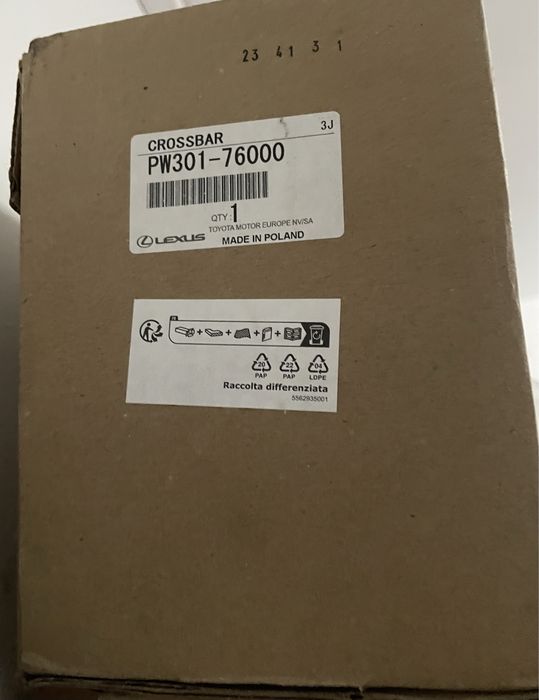 23 41 3 1
CROSSBAR 3J
PW301-76000
QTY: 1
TOYOTA MOTOR EUROPE NV/SA
LEXUS MADE IN POLAND
FR
20 22 04
PAP PAP LDPE
Raccolta differenziata
5562935001